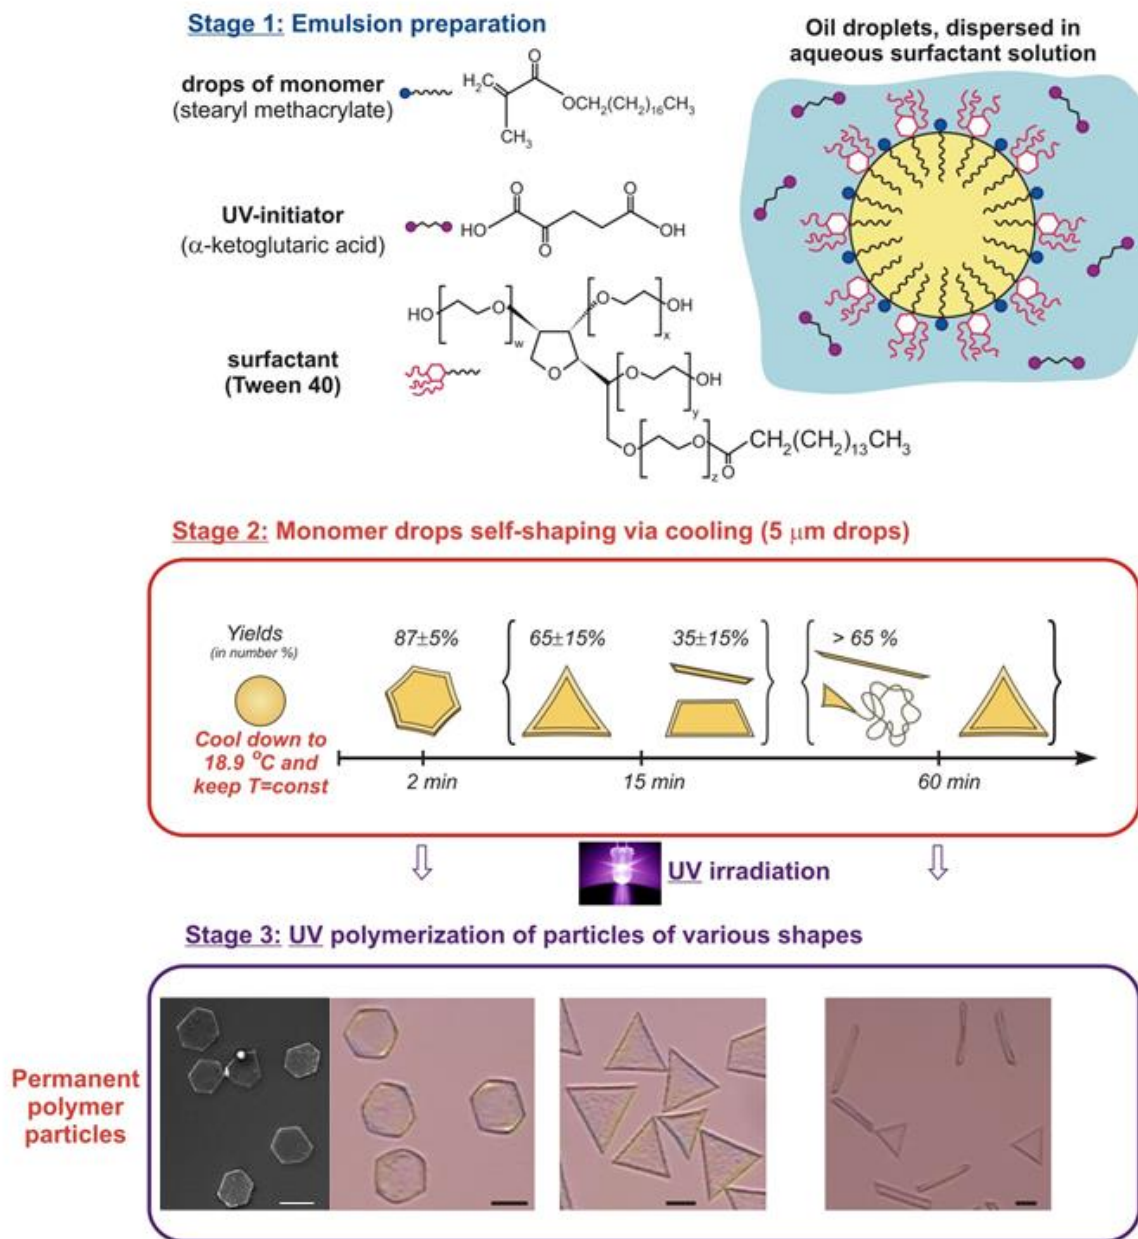 Stage 1: Emulsion preparation
Oil droplets, dispersed in
aqueous surfactant solution
drops of monomer
(stearyl methacrylate)
H₂C
O
OCH₂(CH₂)₁₆CH₃
CH₃
UV-initiator
(α-ketoglutaric acid)
O
O
HO
O
OH
surfactant
(Tween 40)
HO
O
w
O
OH
x
O
O
OH
y
O
O
z
O
CH₂(CH₂)₁₃CH₃
Stage 2: Monomer drops self-shaping via cooling (5 μm drops)
Yields
(in number %)
87±5%
65±15%
35±15%
> 65 %
Cool down to
18.9 °C and
keep T=const
2 min
15 min
60 min
UV irradiation
Stage 3: UV polymerization of particles of various shapes
Permanent
polymer
particles